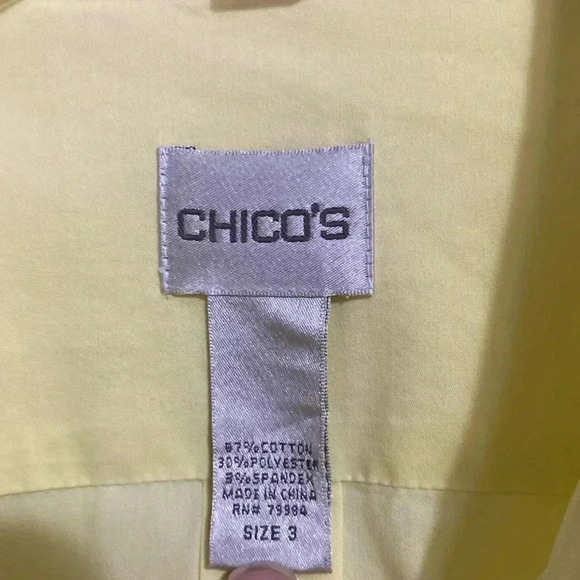 CHICO'S
67% COTTON
30% POLYESTER
3% SPANDEX
MADE IN CHINA
RN# 79984
SIZE 3